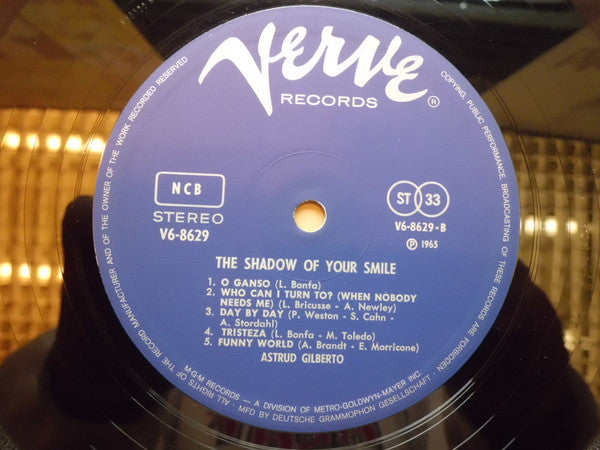 Verve
RECORDS
®
NCB
STEREO
V6-8629
ST 33
V6-8629-B
Ⓟ 1965
THE SHADOW OF YOUR SMILE
1. O GANSO (L. Bonfa)
2. WHO CAN I TURN TO? (WHEN NOBODY
NEEDS ME) (L. Bricusse - A. Newley)
3. DAY BY DAY (P. Weston - S. Cahn -
A. Stordahl)
4. TRISTEZA (L. Bonfa - M. Toledo)
5. FUNNY WORLD (A. Brandt - E. Morricone)
ASTRUD GILBERTO
ALL RIGHTS OF THE RECORD MANUFACTURER AND OF THE OWNER OF THE WORK RECORDED RESERVED
COPYING, PUBLIC PERFORMANCE, BROADCASTING OF THESE RECORDS ARE FORBIDDEN
M·G·M RECORDS — A DIVISION OF METRO-GOLDWYN-MAYER INC.
MFD BY DEUTSCHE GRAMMOPHON GESELLSCHAFT